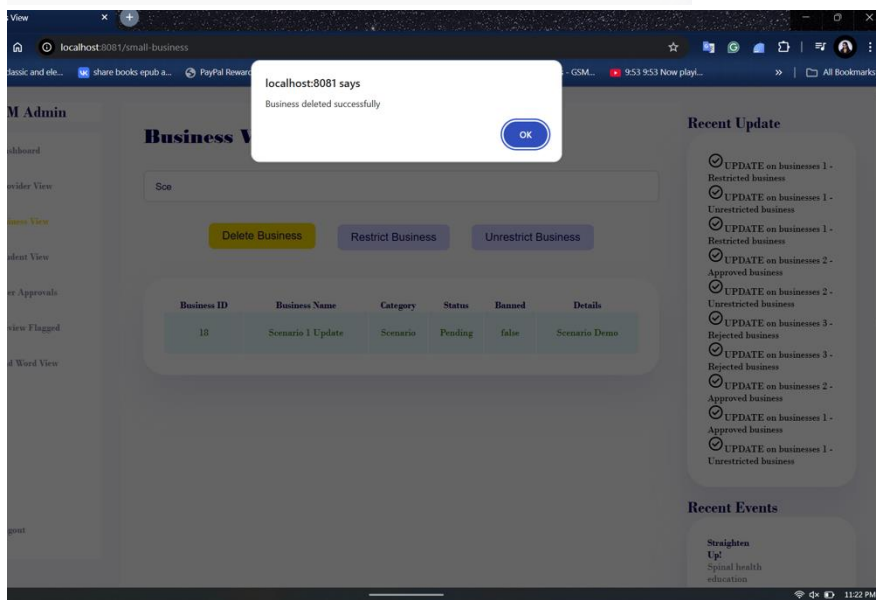 View
localhost:8081/small-business
classic and ele...
share books epub a...
PayPal Rewar
- GSM...
9:53 9:53 Now playi...
»
All Bookmarks
localhost:8081 says
Business deleted successfully
OK
M Admin
ashboard
ovider View
siness View
udent View
er Approvals
view Flagged
d Word View
gout
Business V
Sce
Delete Business
Restrict Business
Unrestrict Business
Business ID Business Name Category Status Banned Details
18 Scenario 1 Update Scenario Pending false Scenario Demo
Recent Update
UPDATE on businesses 1 -
Restricted business
UPDATE on businesses 1 -
Unrestricted business
UPDATE on businesses 1 -
Restricted business
UPDATE on businesses 2 -
Approved business
UPDATE on businesses 2 -
Unrestricted business
UPDATE on businesses 3 -
Rejected business
UPDATE on businesses 3 -
Rejected business
UPDATE on businesses 2 -
Approved business
UPDATE on businesses 1 -
Approved business
UPDATE on businesses 1 -
Unrestricted business
Recent Events
Straighten
Up!
Spinal health
education
11:22 PM